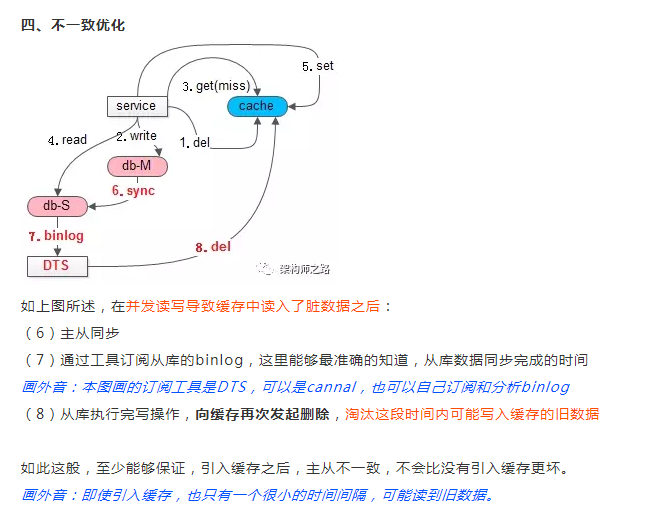 四、不一致优化
5. set
3. get(miss)
service
cache
4. read
2. write
1. del
db-M
6. sync
db-S
7. binlog
8. del
DTS
架构师之路
如上图所述，在并发读写导致缓存中读入了脏数据之后：
（6）主从同步
（7）通过工具订阅从库的binlog，这里能够最准确的知道，从库数据同步完成的时间
画外音：本图画的订阅工具是DTS，可以是cannal，也可以自己订阅和分析binlog
（8）从库执行完写操作，向缓存再次发起删除，淘汰这段时间内可能写入缓存的旧数据
如此这般，至少能够保证，引入缓存之后，主从不一致，不会比没有引入缓存更坏。
画外音：即使引入缓存，也只有一个很小的时间间隔，可能读到旧数据。